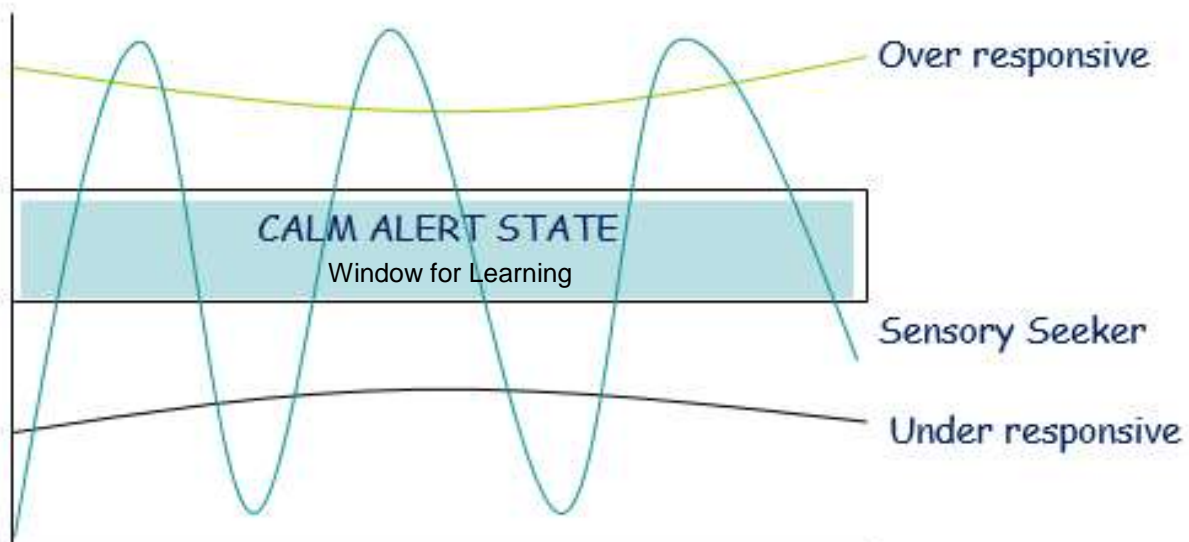 Over responsive
CALM ALERT STATE
Window for Learning
Sensory Seeker
Under responsive